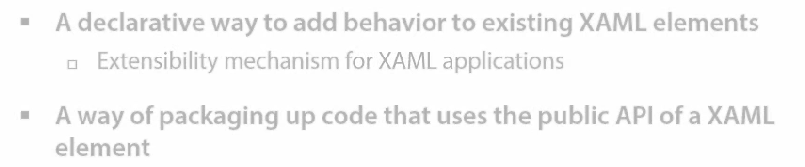 ▪ A declarative way to add behavior to existing XAML elements
▫ Extensibility mechanism for XAML applications
▪ A way of packaging up code that uses the public API of a XAML
element